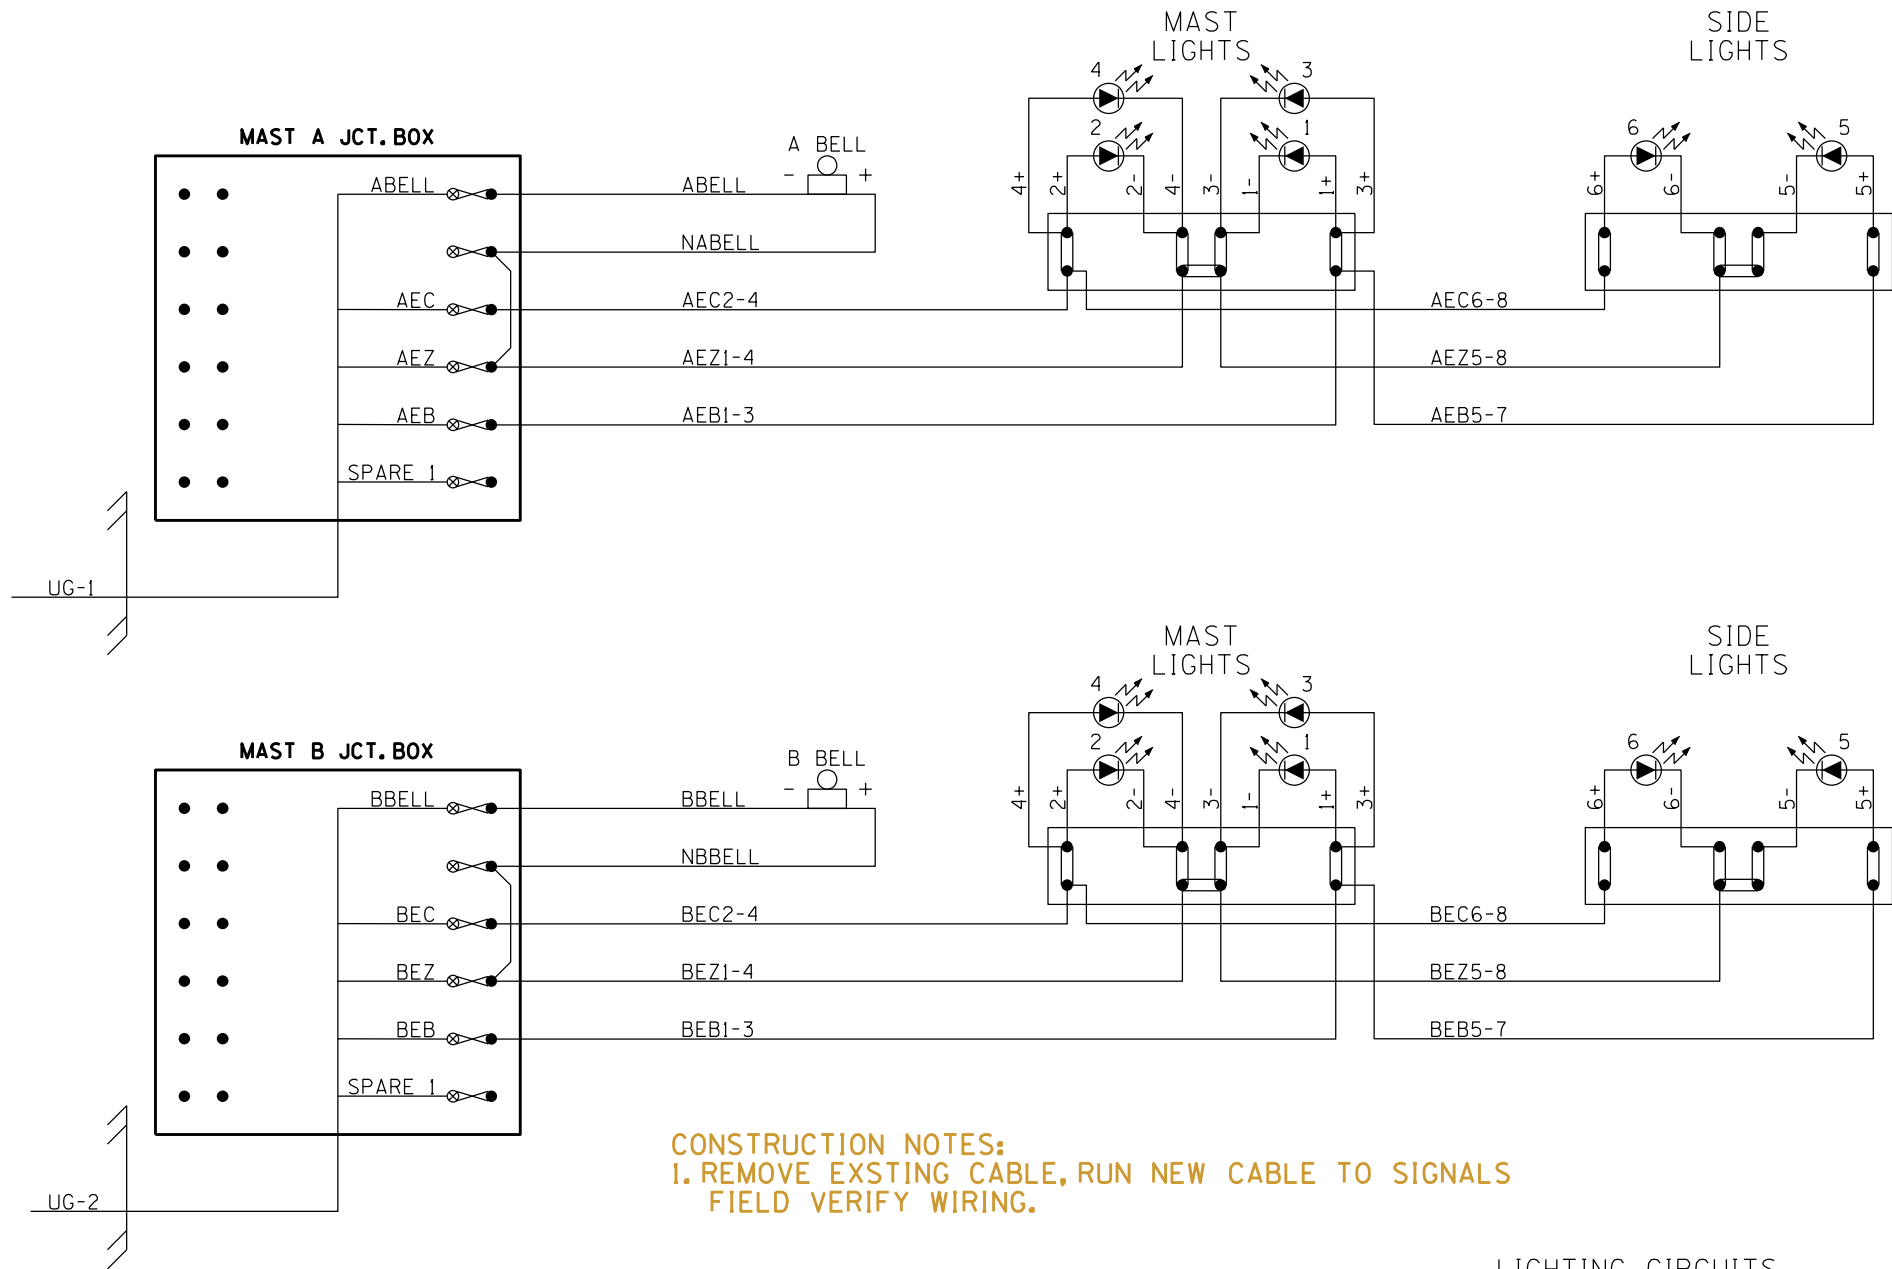 MAST
LIGHTS
SIDE
LIGHTS
4
3
2
1
6
5
MAST A JCT. BOX
A BELL
- +
ABELL
ABELL
NABELL
4+
2+
2-
4-
3-
1-
1+
3+
6+
6-
5-
5+
AEC
AEC2-4
AEC6-8
AEZ
AEZ1-4
AEZ5-8
AEB
AEB1-3
AEB5-7
SPARE 1
UG-1
MAST
LIGHTS
SIDE
LIGHTS
4
3
2
1
6
5
MAST B JCT. BOX
B BELL
- +
BBELL
BBELL
NBBELL
4+
2+
2-
4-
3-
1-
1+
3+
6+
6-
5-
5+
BEC
BEC2-4
BEC6-8
BEZ
BEZ1-4
BEZ5-8
BEB
BEB1-3
BEB5-7
SPARE 1
UG-2
CONSTRUCTION NOTES:
1. REMOVE EXSTING CABLE, RUN NEW CABLE TO SIGNALS
FIELD VERIFY WIRING.
LIGHTING CIRCUITS